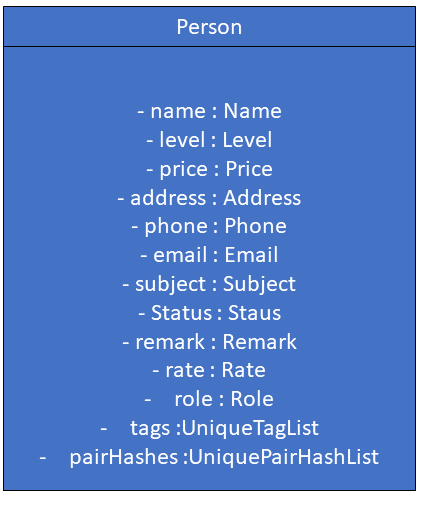 Person
- name : Name
- level : Level
- price : Price
- address : Address
- phone : Phone
- email : Email
- subject : Subject
- Status : Staus
- remark : Remark
- rate : Rate
- role : Role
- tags :UniqueTagList
- pairHashes :UniquePairHashList